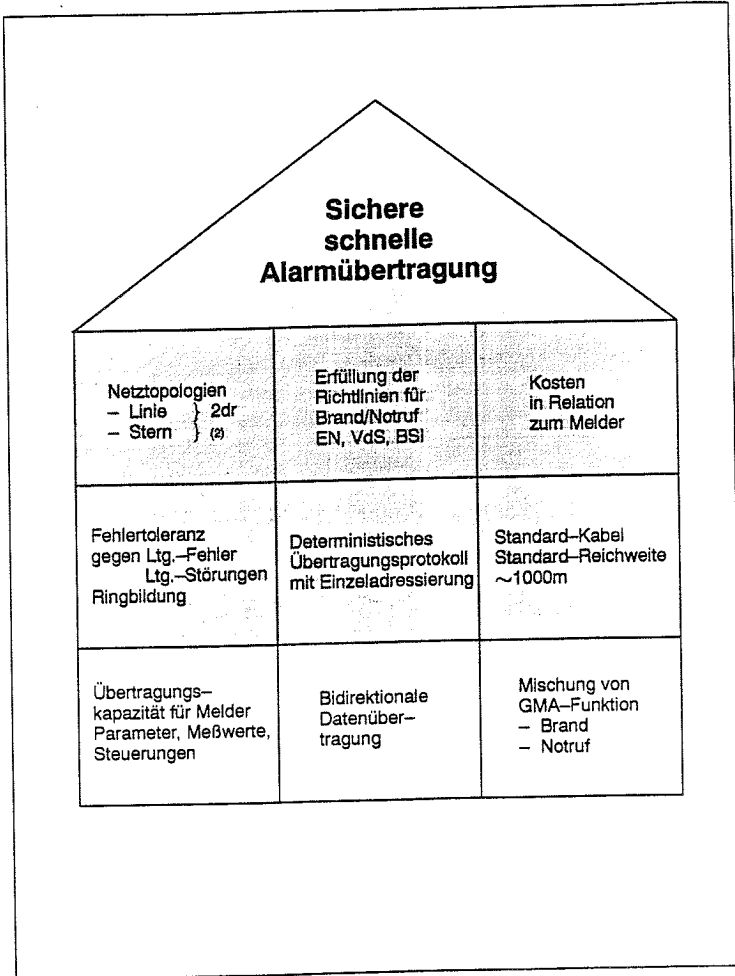 Sichere
schnelle
Alarmübertragung
Netztopologien
– Linie } 2dr
– Stern } (2)
Erfüllung der
Richtlinien für
Brand/Notruf
EN, VdS, BSI
Kosten
in Relation
zum Melder
Fehlertoleranz
gegen Ltg.–Fehler
Ltg.–Störungen
Ringbildung
Deterministisches
Übertragungsprotokoll
mit Einzeladressierung
Standard–Kabel
Standard–Reichweite
~1000m
Übertragungs–
kapazität für Melder
Parameter, Meßwerte,
Steuerungen
Bidirektionale
Datenüber–
tragung
Mischung von
GMA–Funktion
– Brand
– Notruf